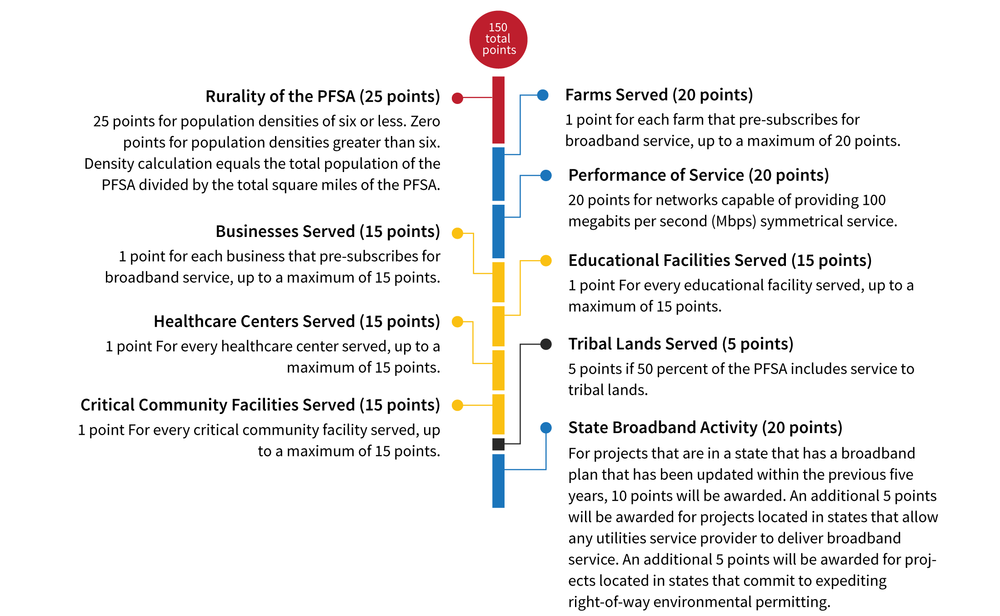 150
total
points
Rurality of the PFSA (25 points)
25 points for population densities of six or less. Zero
points for population densities greater than six.
Density calculation equals the total population of the
PFSA divided by the total square miles of the PFSA.
Farms Served (20 points)
1 point for each farm that pre-subscribes for
broadband service, up to a maximum of 20 points.
Performance of Service (20 points)
20 points for networks capable of providing 100
megabits per second (Mbps) symmetrical service.
Businesses Served (15 points)
1 point for each business that pre-subscribes for
broadband service, up to a maximum of 15 points.
Educational Facilities Served (15 points)
1 point For every educational facility served, up to a
maximum of 15 points.
Healthcare Centers Served (15 points)
1 point For every healthcare center served, up to a
maximum of 15 points.
Tribal Lands Served (5 points)
5 points if 50 percent of the PFSA includes service to
tribal lands.
Critical Community Facilities Served (15 points)
1 point For every critical community facility served, up
to a maximum of 15 points.
State Broadband Activity (20 points)
For projects that are in a state that has a broadband
plan that has been updated within the previous five
years, 10 points will be awarded. An additional 5 points
will be awarded for projects located in states that allow
any utilities service provider to deliver broadband
service. An additional 5 points will be awarded for proj-
ects located in states that commit to expediting
right-of-way environmental permitting.